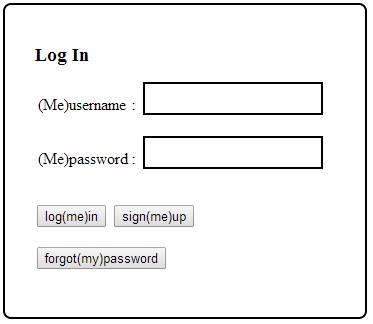 Log In
(Me)username :
(Me)password :
log(me)in sign(me)up
forgot(my)password